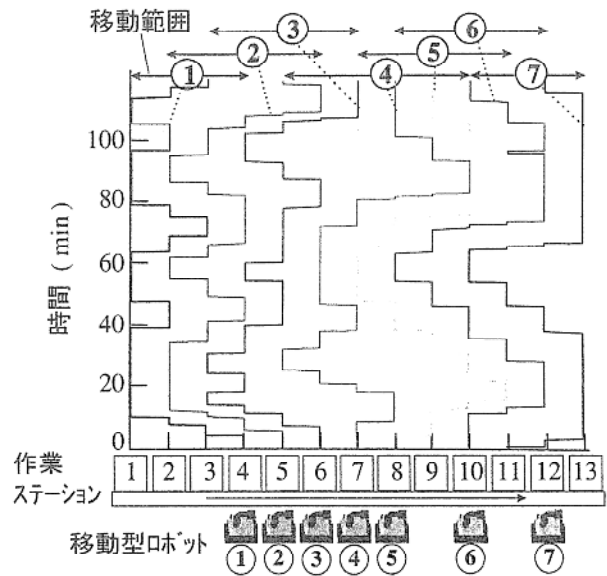 移動範囲
③
⑥
②
⑤
①
④
⑦
時間 (min)
100
80
60
40
20
0
作業
ステーション
1 2 3 4 5 6 7 8 9 10 11 12 13
移動型ロボット
① ② ③ ④ ⑤ ⑥ ⑦